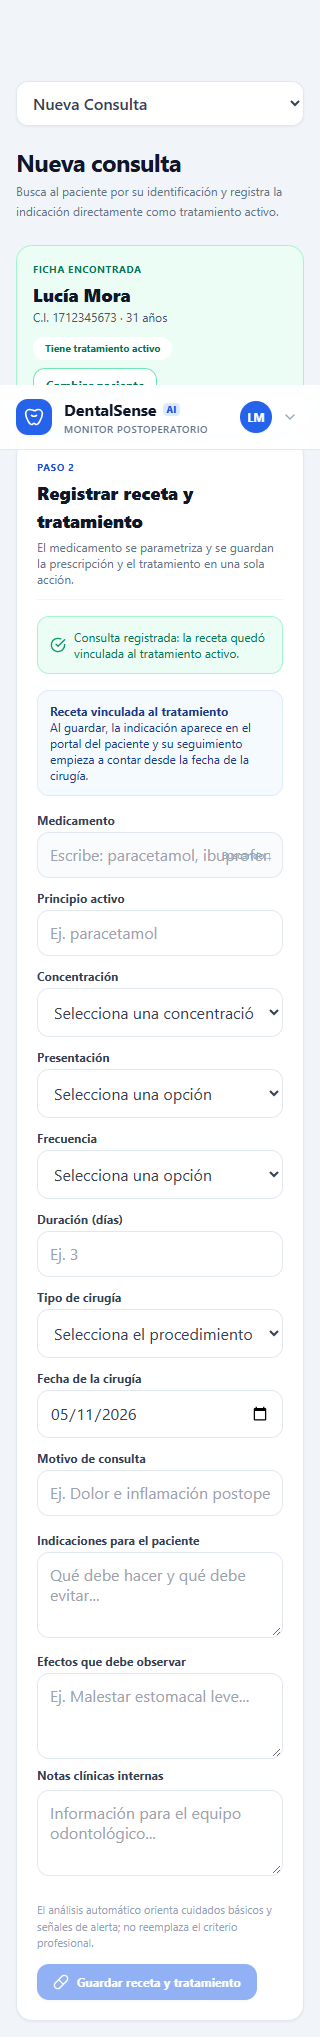 Nueva Consulta
Nueva consulta
Busca al paciente por su identificación y registra la
indicación directamente como tratamiento activo.
FICHA ENCONTRADA
Lucía Mora
C.I. 1712345673 · 31 años
Tiene tratamiento activo
Cambiar paciente
DentalSense AI
MONITOR POSTOPERATORIO
LM
PASO 2
Registrar receta y
tratamiento
El medicamento se parametriza y se guardan
la prescripción y el tratamiento en una sola
acción.
Consulta registrada: la receta quedó
vinculada al tratamiento activo.
Receta vinculada al tratamiento
Al guardar, la indicación aparece en el
portal del paciente y su seguimiento
empieza a contar desde la fecha de la
cirugía.
Medicamento
Escribe: paracetamol, ibuprofen
Principio activo
Ej. paracetamol
Concentración
Selecciona una concentració
Presentación
Selecciona una opción
Frecuencia
Selecciona una opción
Duración (días)
Ej. 3
Tipo de cirugía
Selecciona el procedimiento
Fecha de la cirugía
05/11/2026
Motivo de consulta
Ej. Dolor e inflamación postope
Indicaciones para el paciente
Qué debe hacer y qué debe
evitar...
Efectos que debe observar
Ej. Malestar estomacal leve...
Notas clínicas internas
Información para el equipo
odontológico...
El análisis automático orienta cuidados básicos y
señales de alerta; no reemplaza el criterio
profesional.
Guardar receta y tratamiento